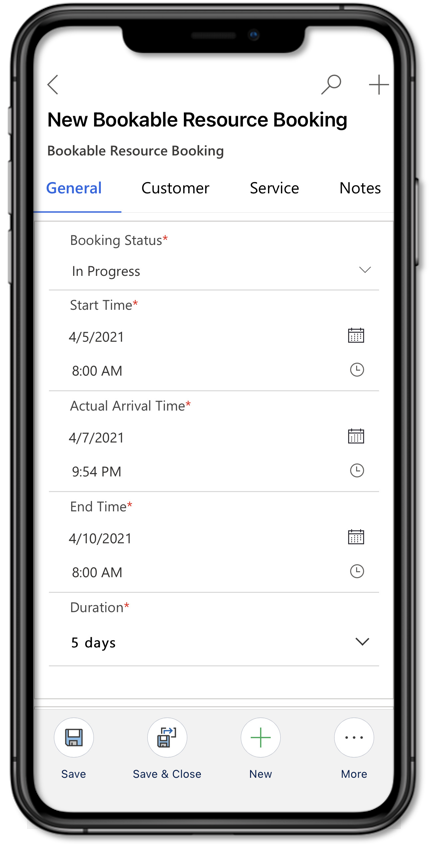 New Bookable Resource Booking
Bookable Resource Booking
General Customer Service Notes
Booking Status*
In Progress
Start Time*
4/5/2021
8:00 AM
Actual Arrival Time*
4/7/2021
9:54 PM
End Time*
4/10/2021
8:00 AM
Duration*
5 days
Save Save & Close New More